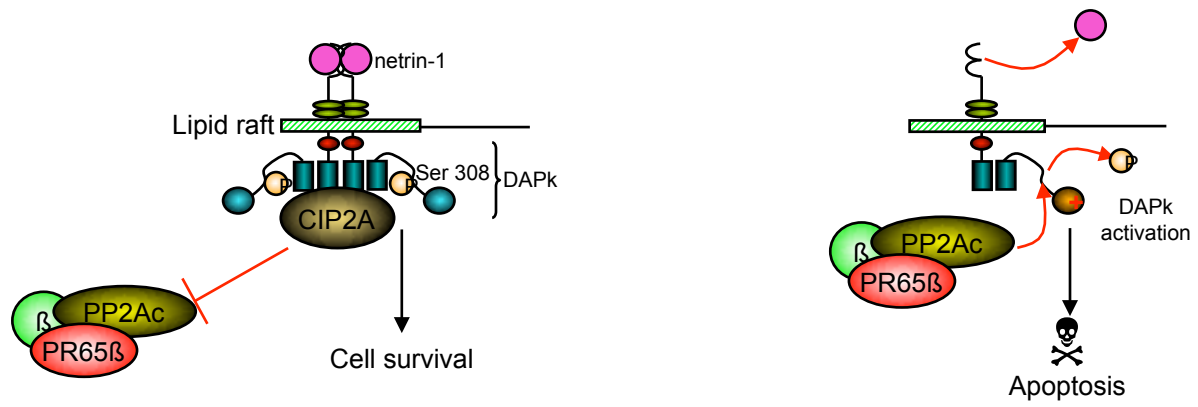 netrin-1
Lipid raft
P
P
Ser 308
DAPk
CIP2A
ß
PP2Ac
PR65ß
Cell survival
P
DAPk
activation
ß
PP2Ac
PR65ß
Apoptosis